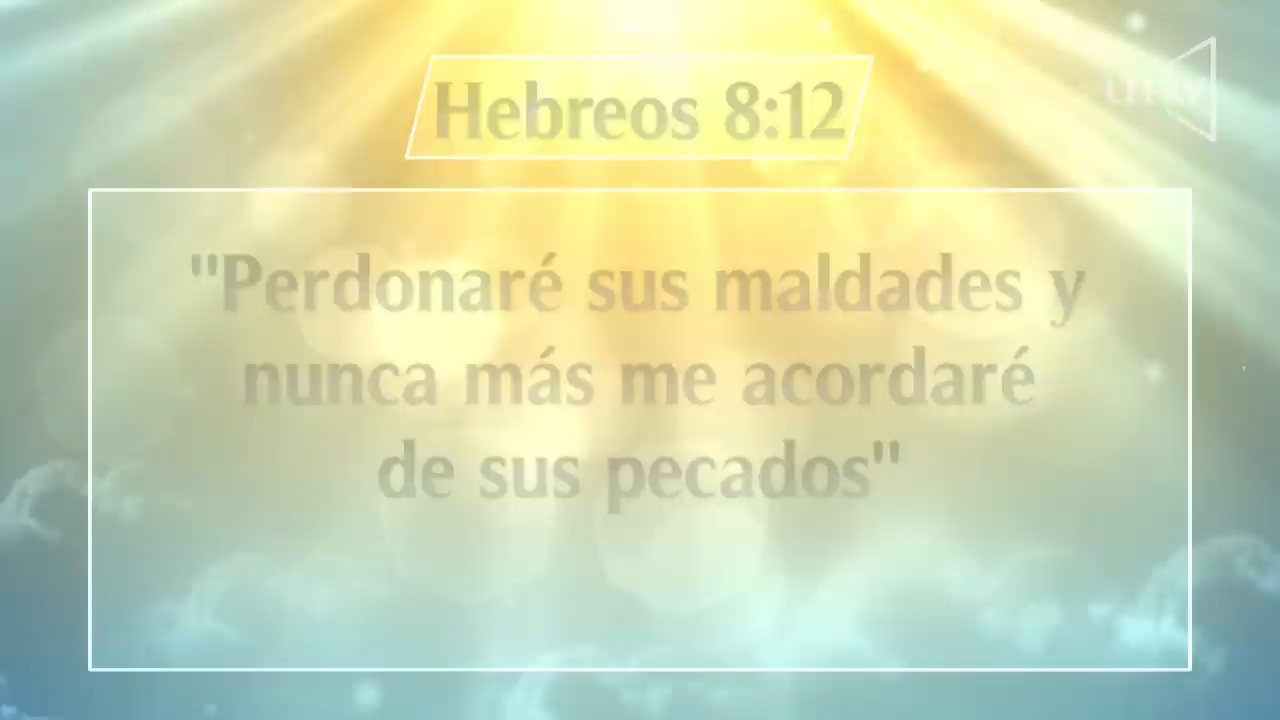 Hebreos 8:12
"Perdonaré sus maldades y
nunca más me acordaré
de sus pecados"